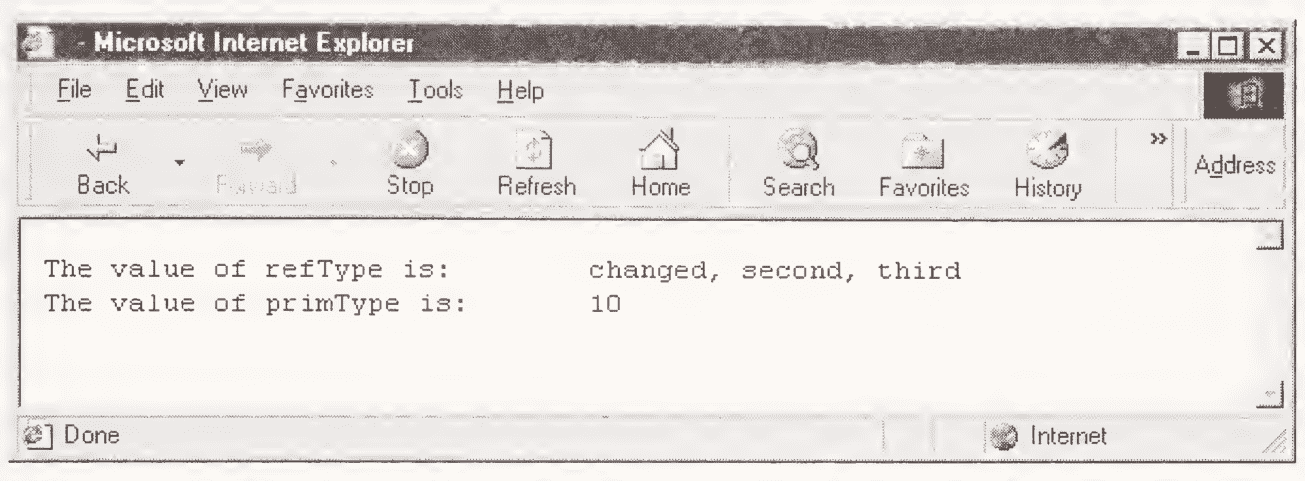 - Microsoft Internet Explorer
File Edit View Favorites Tools Help
Back Forward Stop Refresh Home Search Favorites History » Address
The value of refType is: changed, second, third
The value of primType is: 10
Done Internet